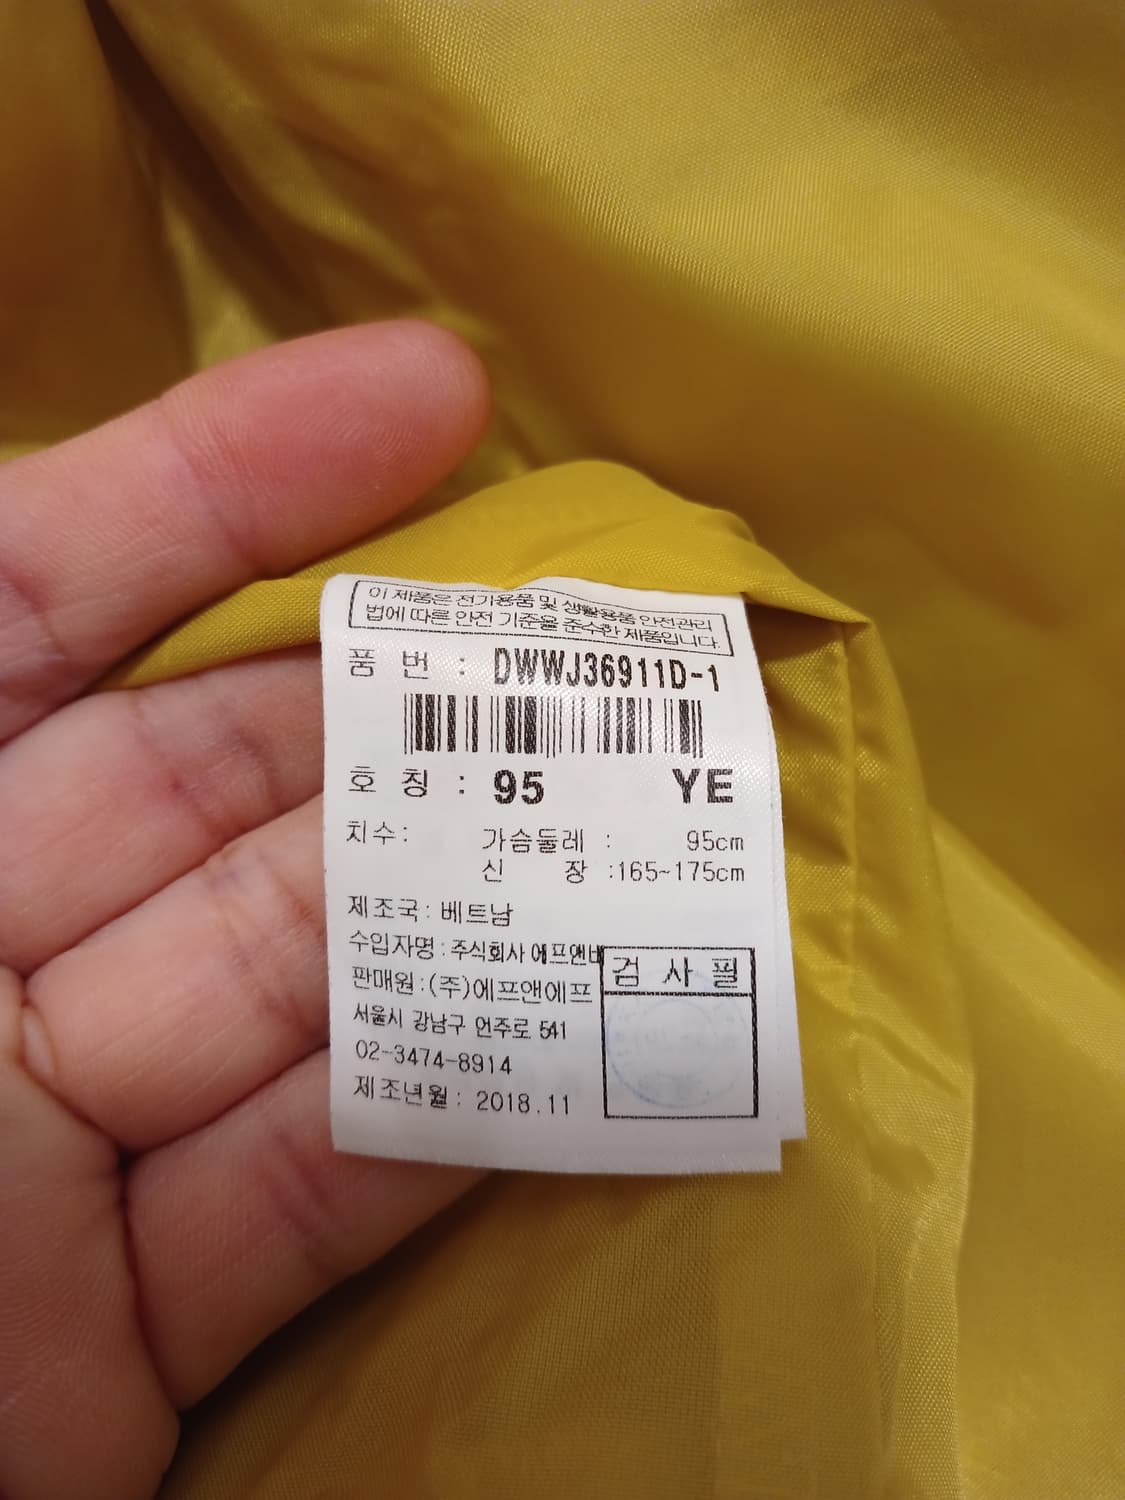 이 제품은 전기용품 및 생활용품 안전관리
법에 따른 안전 기준을 준수한 제품입니다.
품 번 : DWWJ36911D-1
호 칭 : 95 YE
치수: 가슴둘레 : 95cm
신 장 :165~175cm
제조국: 베트남
수입자명 : 주식회사
판매원 : (주)에프앤에프
서울시 강남구 언주로 541
02-3474-8914
제조년월 : 2018.11
검 사 필